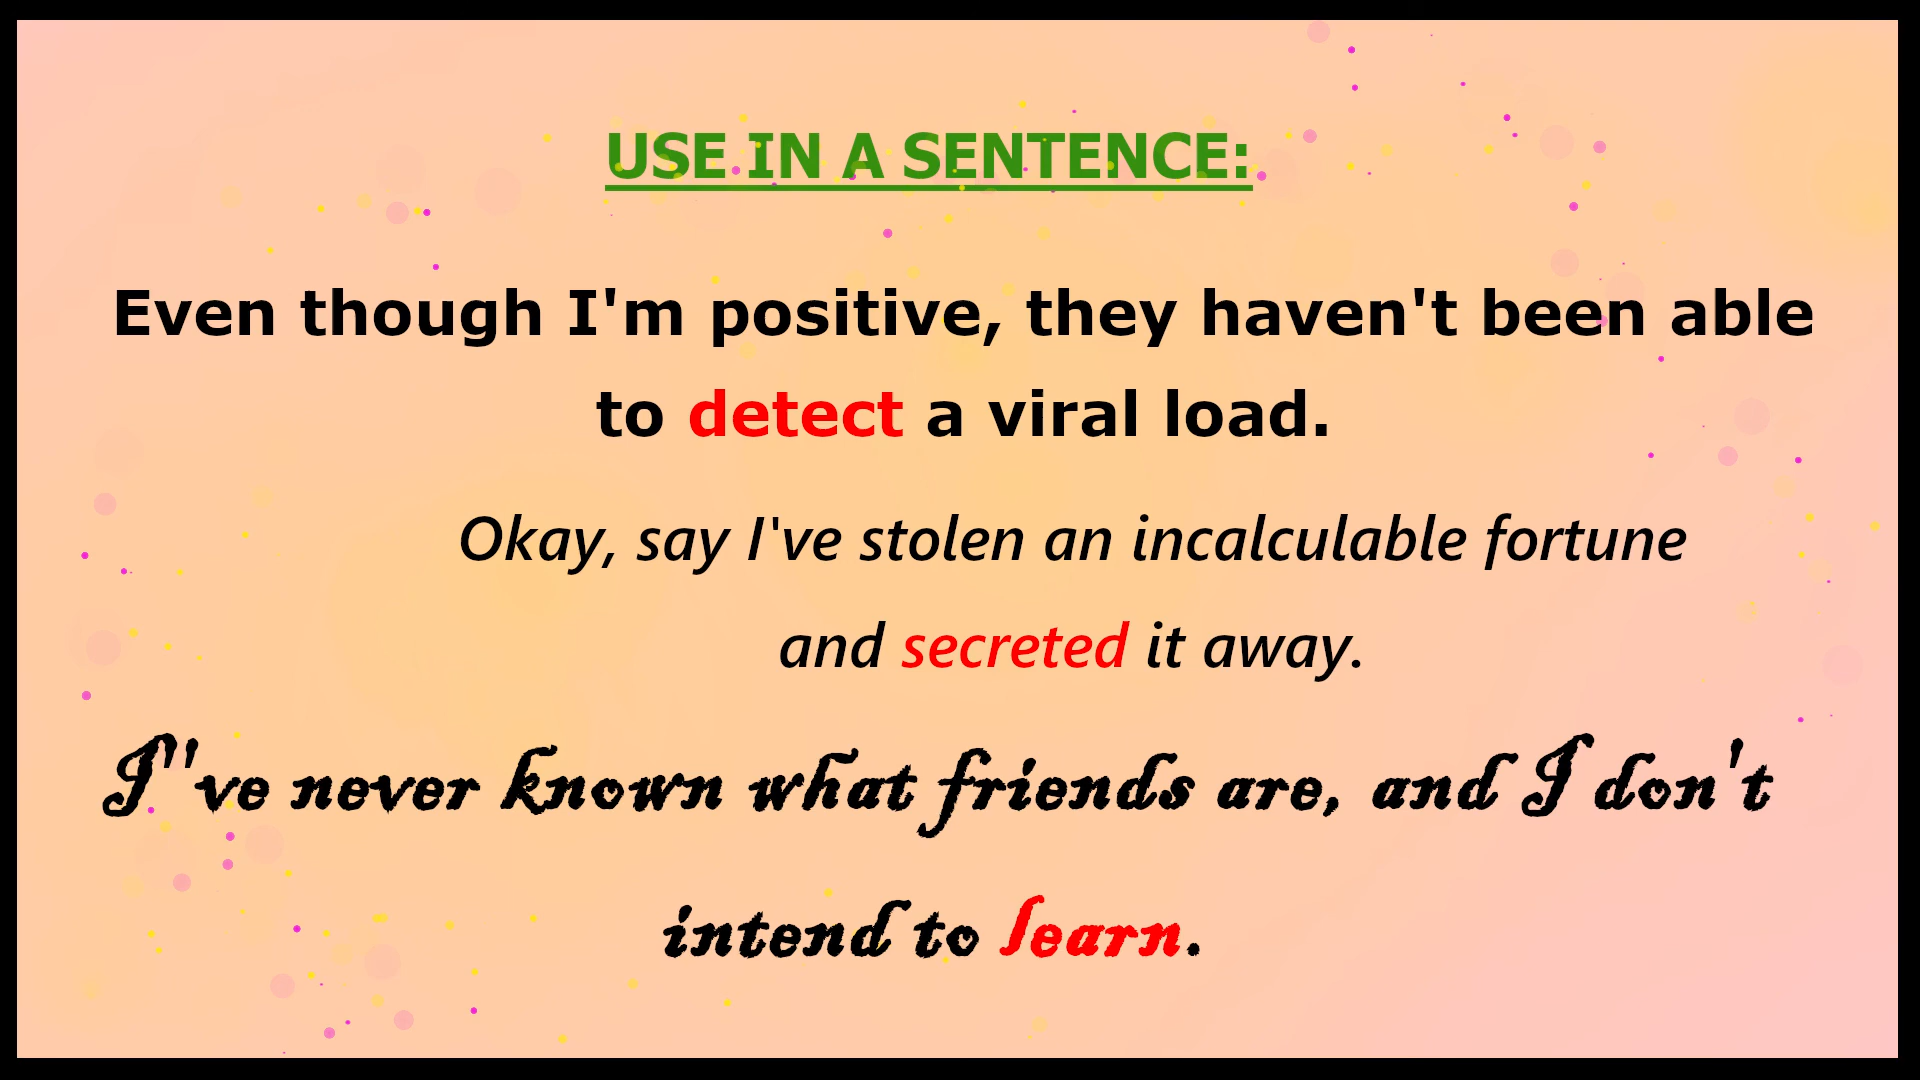 USE IN A SENTENCE:
Even though I'm positive, they haven't been able
to detect a viral load.
Okay, say I've stolen an incalculable fortune
and secreted it away.
I''ve never known what friends are, and I don't
intend to learn.